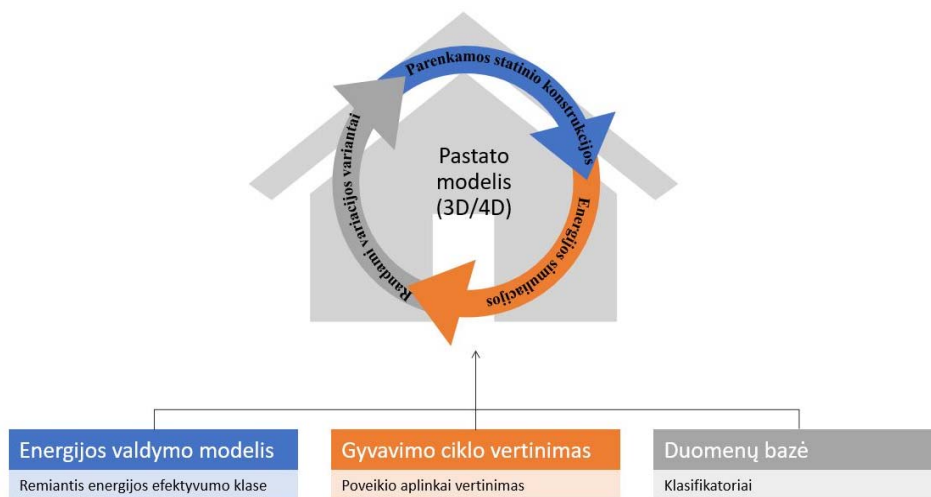 Parenkamos statinio konstrukcijos
Energijos simuliacijos
Randami variacijos variantai
Pastato
modelis
(3D/4D)
Energijos valdymo modelis
Remiantis energijos efektyvumo klase
Gyvavimo ciklo vertinimas
Poveikio aplinkai vertinimas
Duomenų bazė
Klasifikatoriai